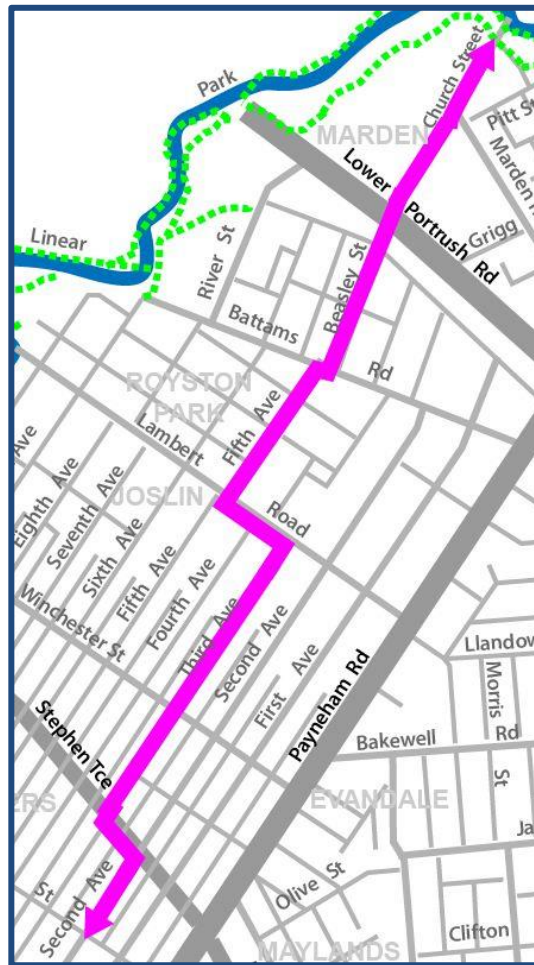 Park
Church Street
Pitt St
MARDEN
Marden
Lower Portrush Rd
Linear
River St
Grigg
Beasley St
Battams Rd
ROYSTON
PARK
Fifth Ave
Lambert Road
Ave
JOSLIN
Eighth Ave
Seventh Ave
Sixth Ave
Fifth Ave
Fourth Ave
Third Ave
Second Ave
First Ave
Winchester St
Payneham Rd
Llandow
Morris St
Stephen Tce
Bakewell Rd
ERS
EVANDALE
Ja
St
Second Ave
Olive St
Clifton
MAYLANDS